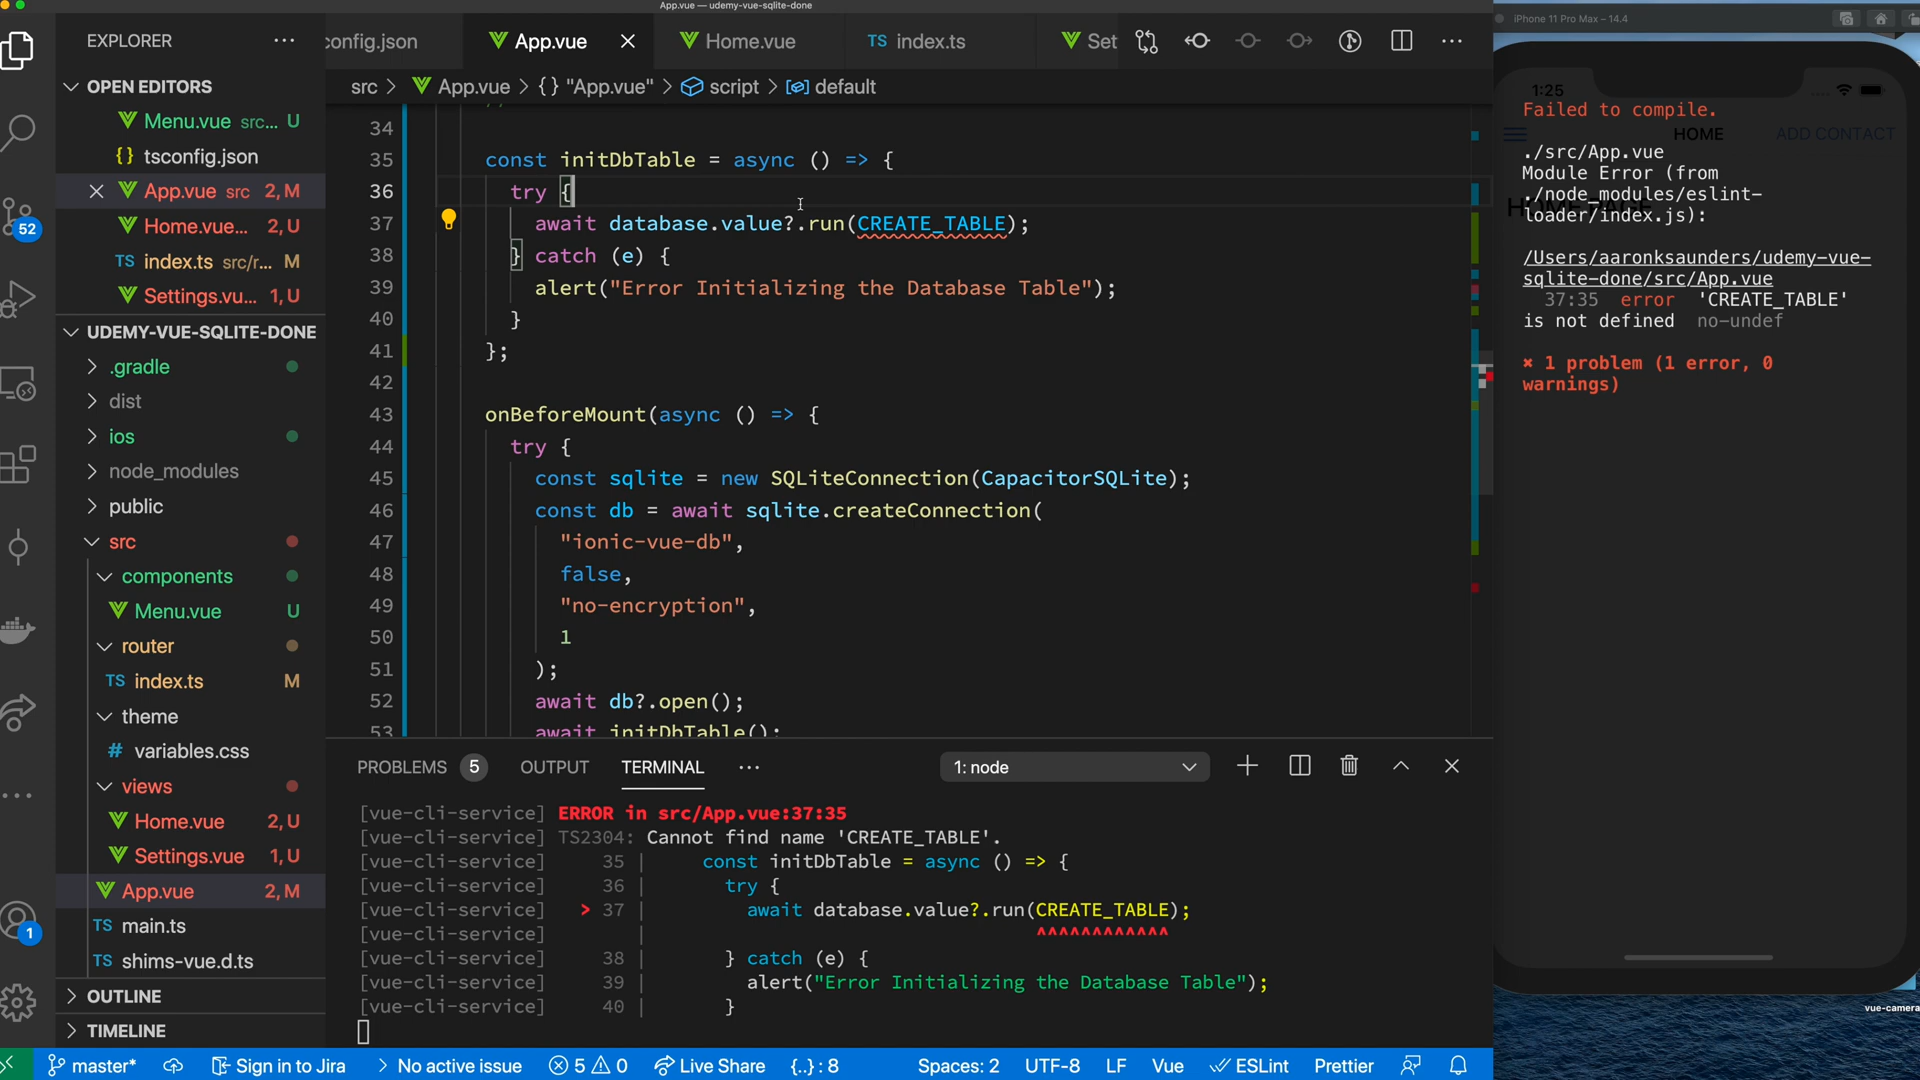 App.vue — udemy-vue-sqlite-done
iPhone 11 Pro Max – 14.4
EXPLORER
config.json
App.vue
Home.vue
TS index.ts
Set
src > App.vue > {} "App.vue" > script > default
OPEN EDITORS
Menu.vue src... U
{} tsconfig.json
App.vue src 2, M
Home.vue... 2, U
TS index.ts src/r... M
Settings.vu... 1, U
UDEMY-VUE-SQLITE-DONE
.gradle
dist
ios
node_modules
public
src
components
Menu.vue U
router
TS index.ts M
theme
# variables.css
views
Home.vue 2, U
Settings.vue 1, U
App.vue 2, M
TS main.ts
TS shims-vue.d.ts
OUTLINE
TIMELINE
52
1
34
35 const initDbTable = async () => {
36 try {
37 await database.value?.run(CREATE_TABLE);
38 } catch (e) {
39 alert("Error Initializing the Database Table");
40 }
41 };
42
43 onBeforeMount(async () => {
44 try {
45 const sqlite = new SQLiteConnection(CapacitorSQLite);
46 const db = await sqlite.createConnection(
47 "ionic-vue-db",
48 false,
49 "no-encryption",
50 1
51 );
52 await db?.open();
53 await initDbTable();
PROBLEMS 5 OUTPUT TERMINAL ... 1: node
[vue-cli-service] ERROR in src/App.vue:37:35
[vue-cli-service] TS2304: Cannot find name 'CREATE_TABLE'.
[vue-cli-service] 35 | const initDbTable = async () => {
[vue-cli-service] 36 | try {
[vue-cli-service] > 37 | await database.value?.run(CREATE_TABLE);
[vue-cli-service] | ^^^^^^^^^^^^
[vue-cli-service] 38 | } catch (e) {
[vue-cli-service] 39 | alert("Error Initializing the Database Table");
[vue-cli-service] 40 | }
master* Sign in to Jira > No active issue 5 0 Live Share {..} : 8 Spaces: 2 UTF-8 LF Vue ESLint Prettier
1:25
Failed to compile.
HOME ADD CONTACT
./src/App.vue
Module Error (from
./node_modules/eslint-
loader/index.js):
HOME PAGE
/Users/aaronksaunders/udemy-vue-
sqlite-done/src/App.vue
37:35 error 'CREATE_TABLE'
is not defined no-undef
✖ 1 problem (1 error, 0
warnings)
vue-camera